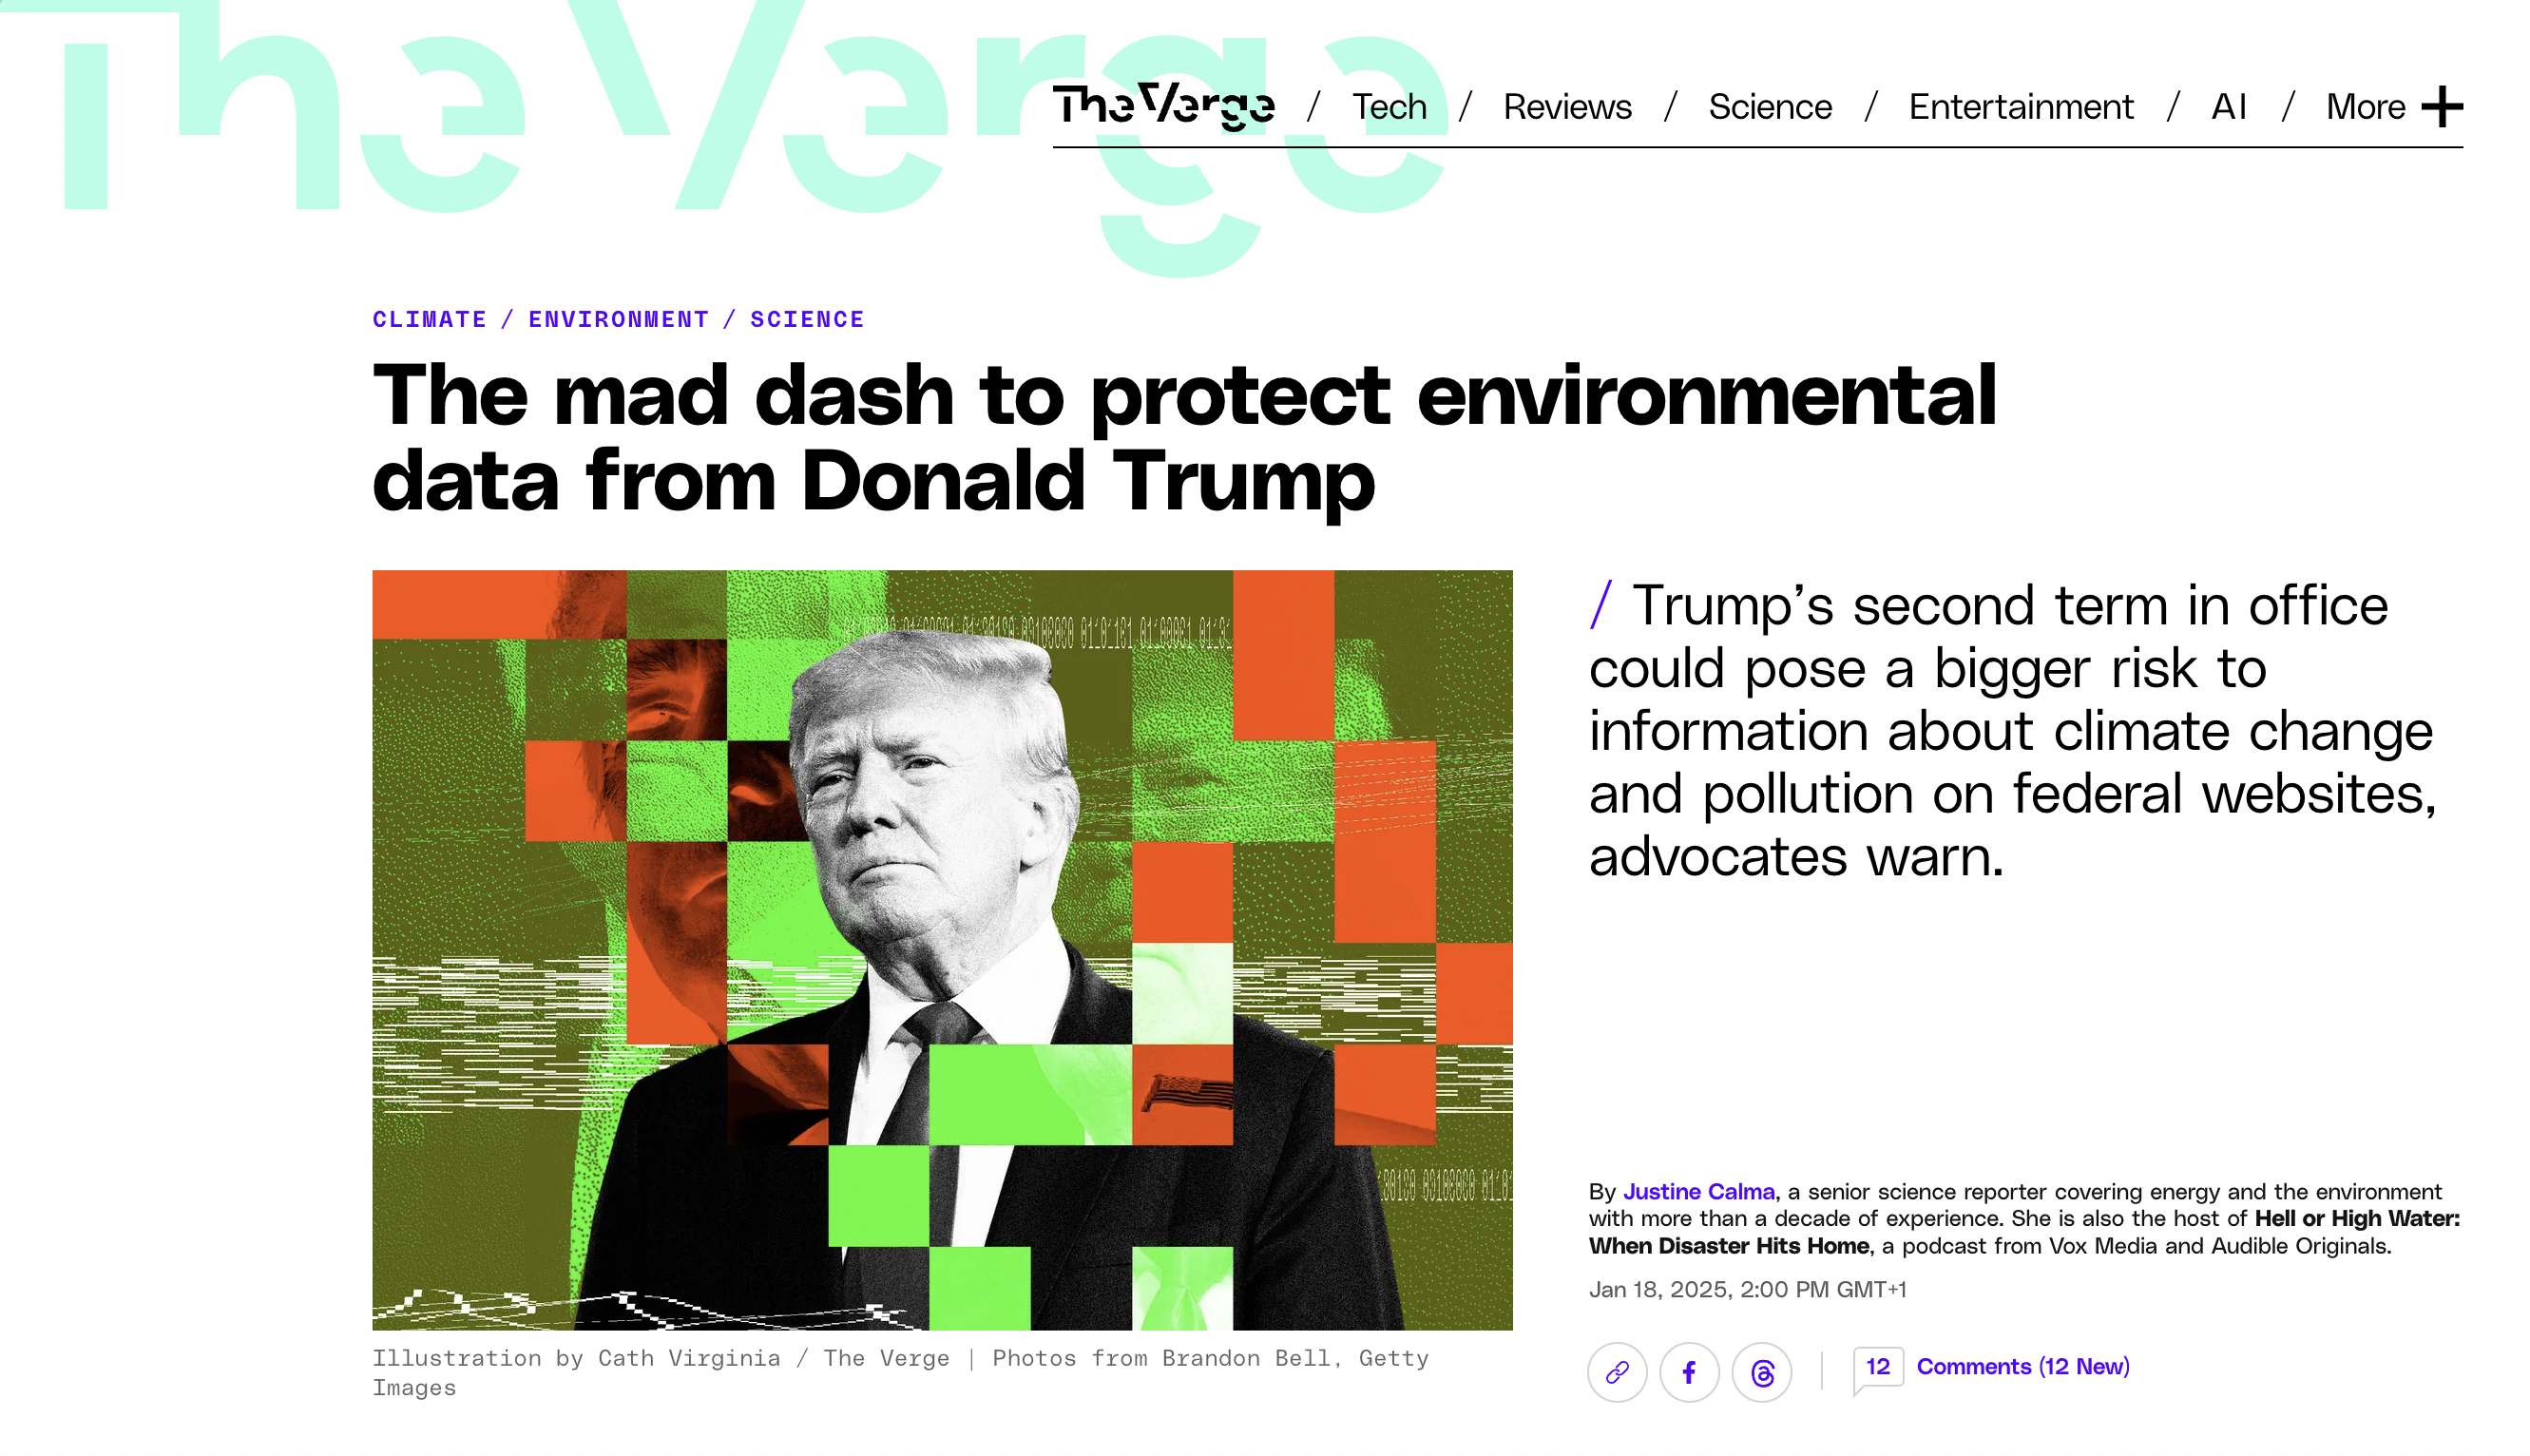 The Verge
The Verge / Tech / Reviews / Science / Entertainment / AI / More
CLIMATE / ENVIRONMENT / SCIENCE
The mad dash to protect environmental
data from Donald Trump
/ Trump’s second term in office
could pose a bigger risk to
information about climate change
and pollution on federal websites,
advocates warn.
By Justine Calma, a senior science reporter covering energy and the environment
with more than a decade of experience. She is also the host of Hell or High Water:
When Disaster Hits Home, a podcast from Vox Media and Audible Originals.
Jan 18, 2025, 2:00 PM GMT+1
12 Comments (12 New)
Illustration by Cath Virginia / The Verge | Photos from Brandon Bell, Getty
Images